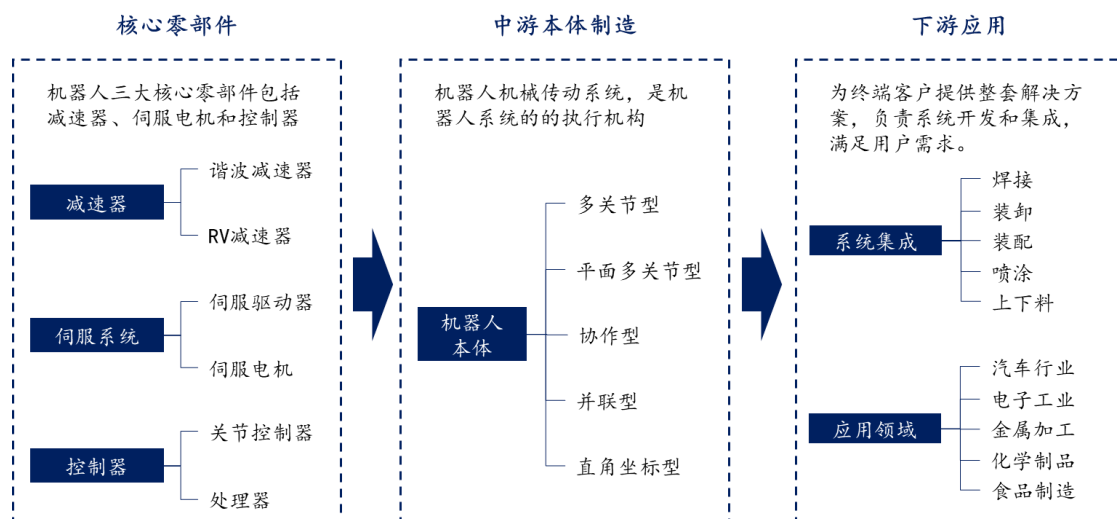 核心零部件
机器人三大核心零部件包括
减速器、伺服电机和控制器
减速器
谐波减速器
RV减速器
伺服系统
伺服驱动器
伺服电机
控制器
关节控制器
处理器
中游本体制造
机器人机械传动系统，是机
器人系统的的执行机构
机器人
本体
多关节型
平面多关节型
协作型
并联型
直角坐标型
下游应用
为终端客户提供整套解决方
案，负责系统开发和集成，
满足用户需求。
系统集成
焊接
装卸
装配
喷涂
上下料
应用领域
汽车行业
电子工业
金属加工
化学制品
食品制造